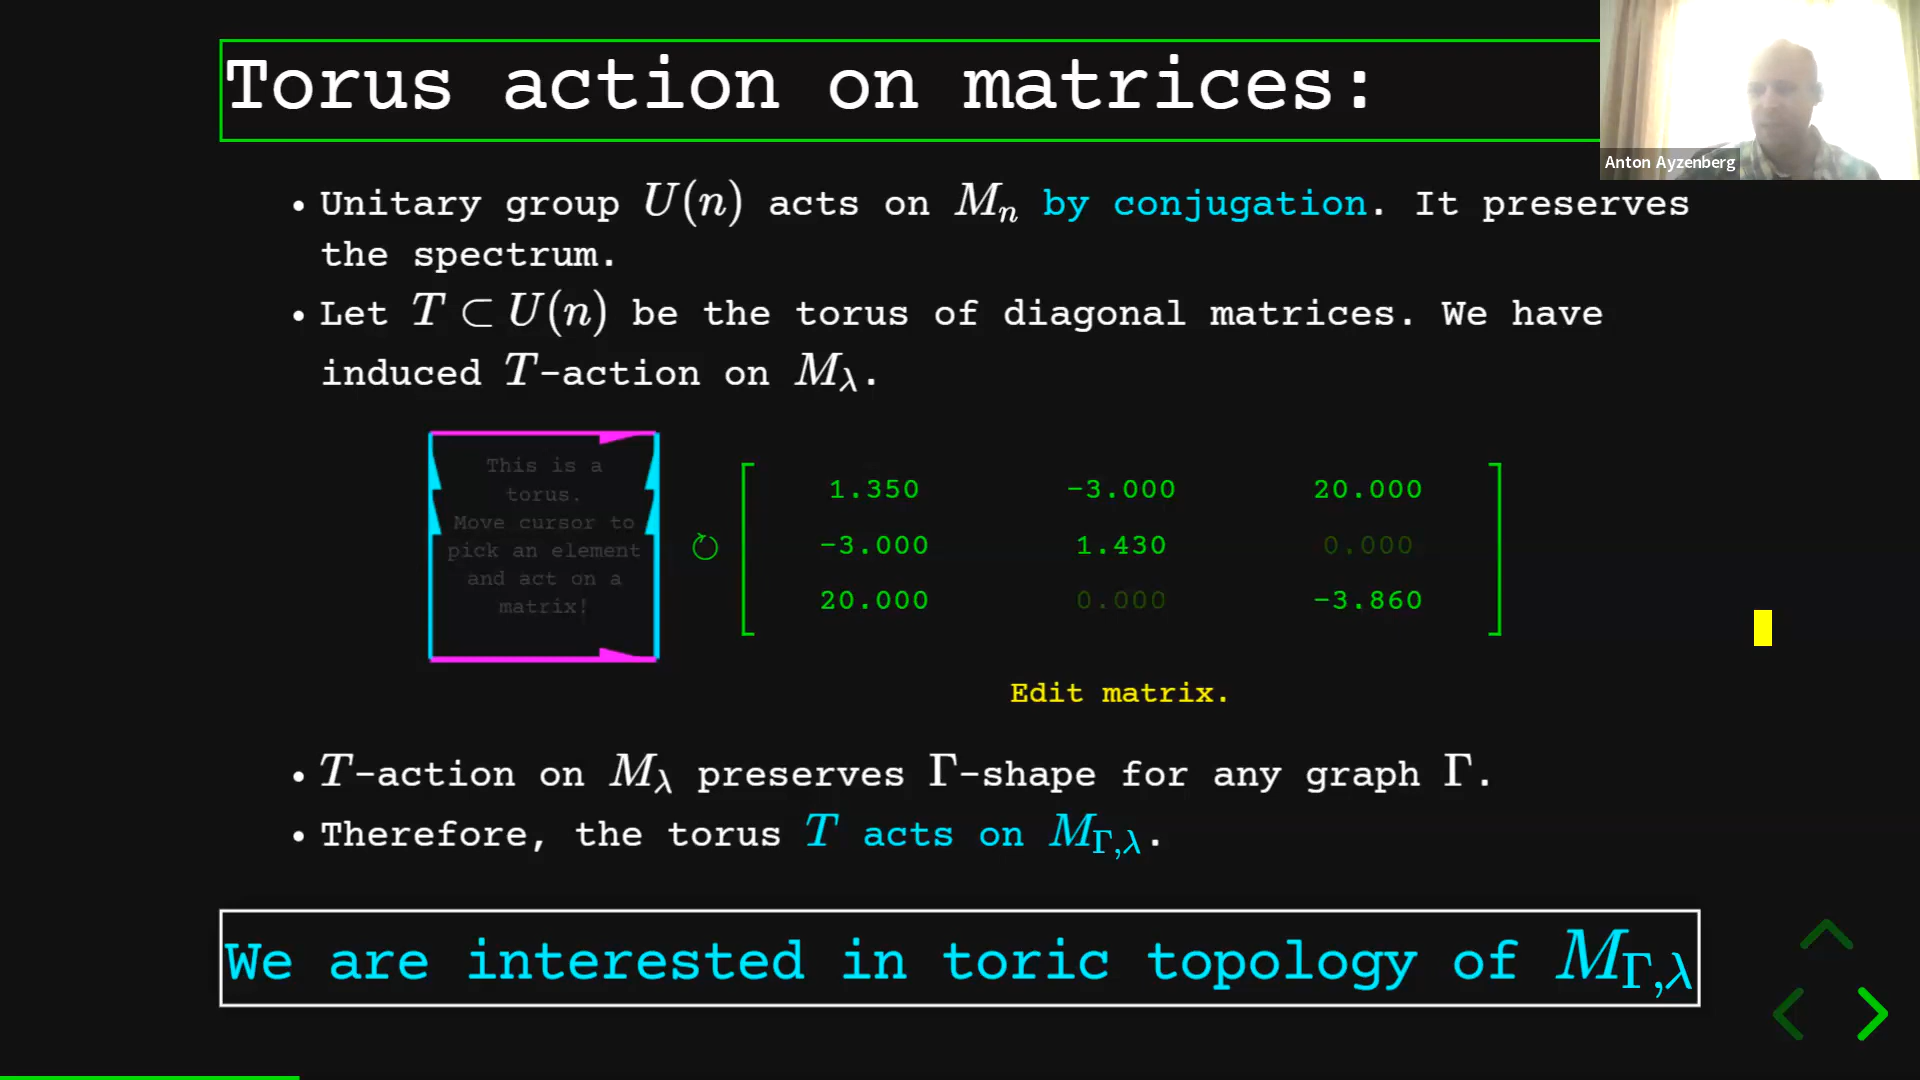 Torus action on matrices:
Anton Ayzenberg
• Unitary group U(n) acts on Mₙ by conjugation. It preserves
the spectrum.
• Let T ⊂ U(n) be the torus of diagonal matrices. We have
induced T-action on M_λ.
This is a
torus.
Move cursor to
pick an element
and act on a
matrix!
↻
1.350 −3.000 20.000
−3.000 1.430 0.000
20.000 0.000 −3.860
Edit matrix.
• T-action on M_λ preserves Γ-shape for any graph Γ.
• Therefore, the torus T acts on M_{Γ,λ}.
We are interested in toric topology of M_{Γ,λ}